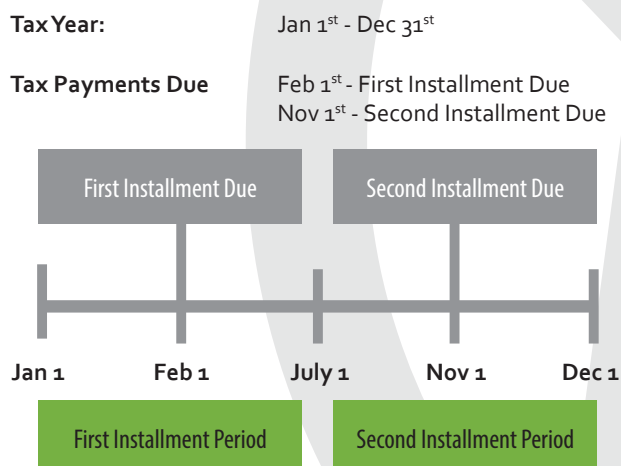 Tax Year: Jan 1st - Dec 31st
Tax Payments Due Feb 1st - First Installment Due
Nov 1st - Second Installment Due
First Installment Due Second Installment Due
Jan 1 Feb 1 July 1 Nov 1 Dec 1
First Installment Period Second Installment Period